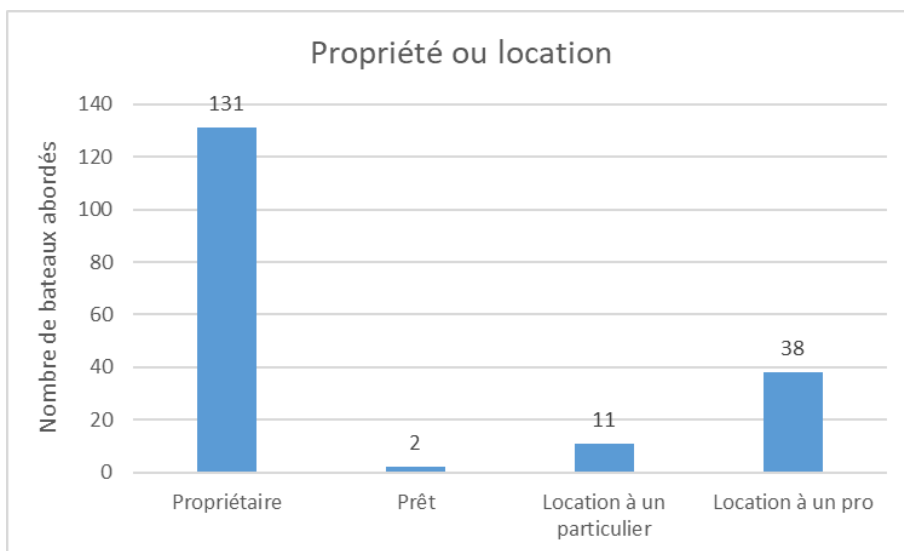 Propriété ou location
Nombre de bateaux abordés
140
120
100
80
60
40
20
0
131
2
11
38
Propriétaire
Prêt
Location à un
particulier
Location à un pro